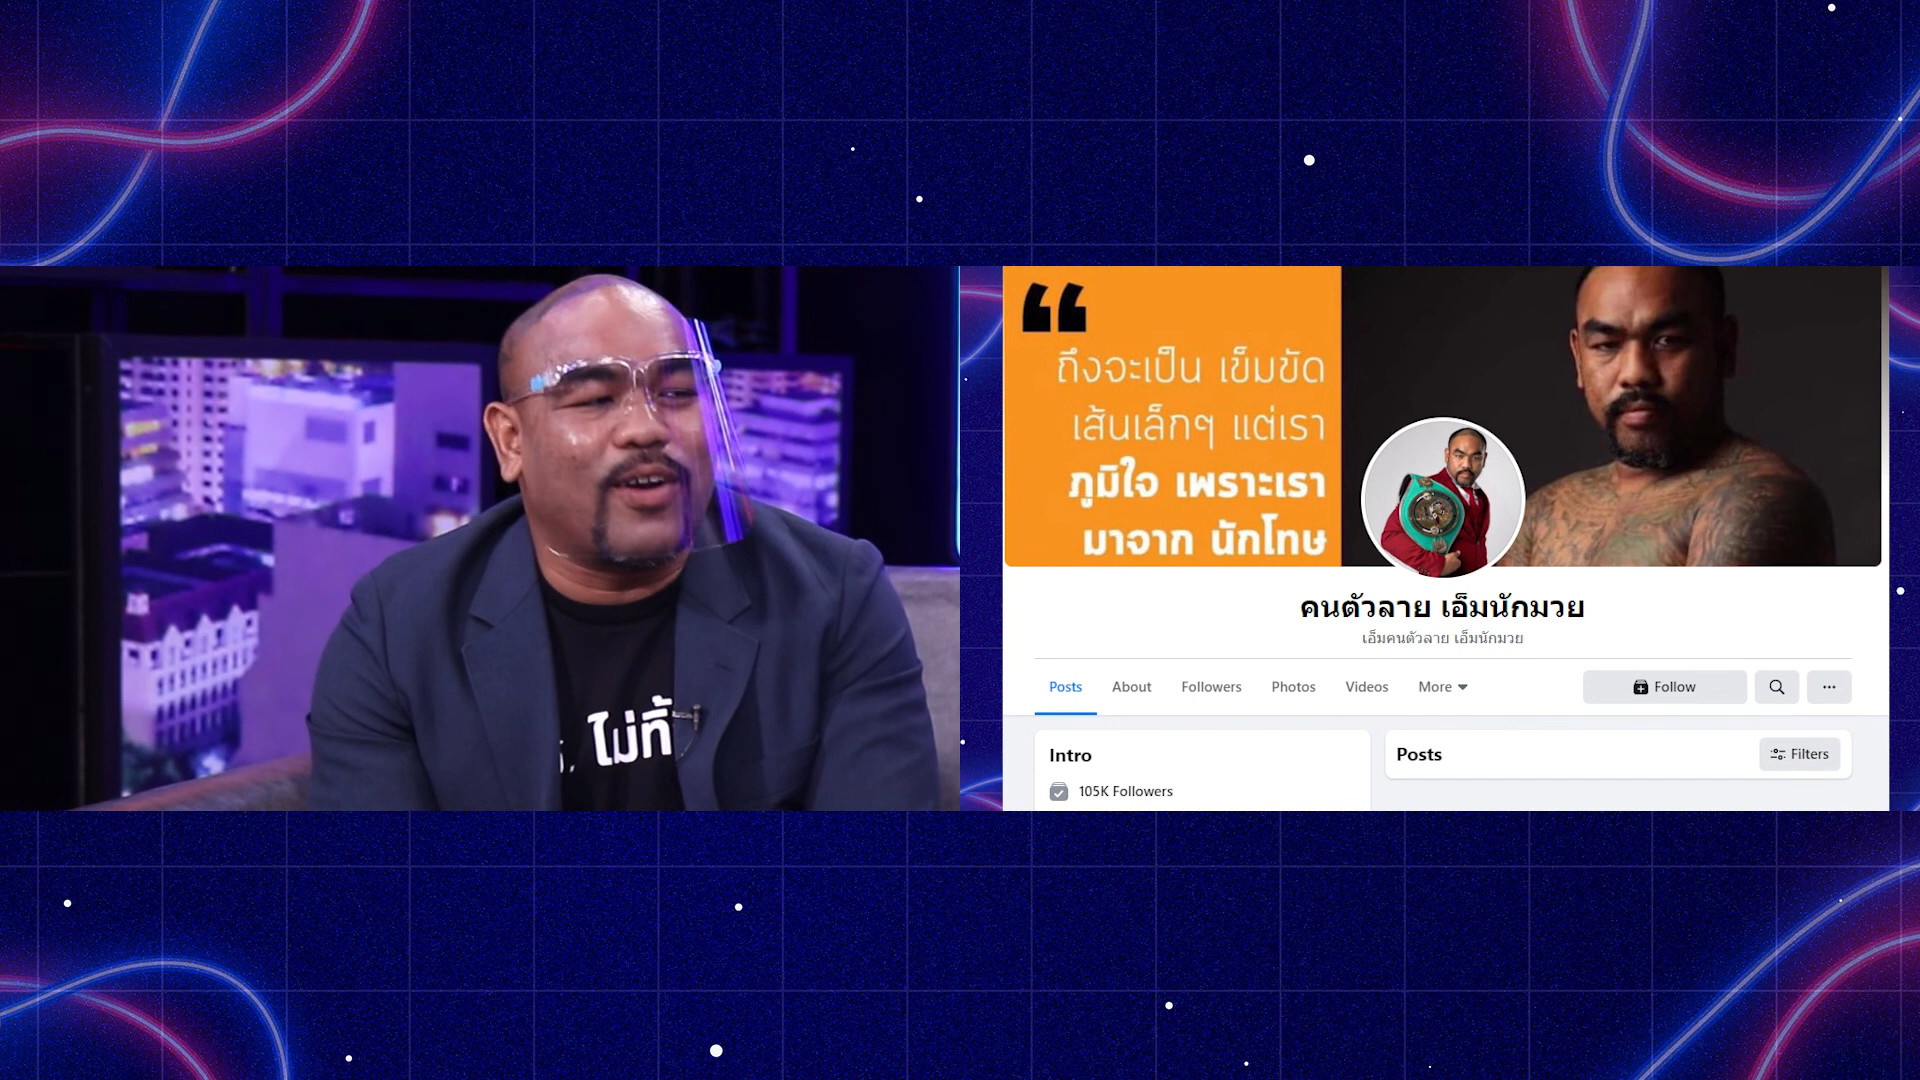 ไม่ทิ้
“
ถึงจะเป็น เข็มขัด
เส้นเล็กๆ แต่เรา
ภูมิใจ เพราะเรา
มาจาก นักโทษ
คนตัวลาย เอ็มนักมวย
เอ็มคนตัวลาย เอ็มนักมวย
Posts About Followers Photos Videos More Follow
Intro
105K Followers
Posts Filters